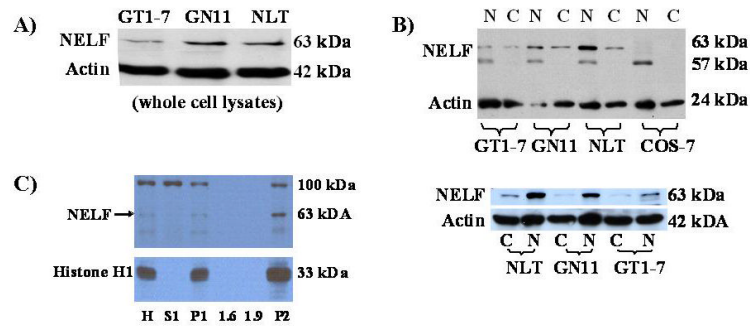 A)
GT1-7 GN11 NLT
NELF 63 kDa
Actin 42 kDa
(whole cell lysates)
B)
N C N C N C N C
NELF 63 kDa
57 kDa
Actin 24 kDa
GT1-7 GN11 NLT COS-7
NELF 63 kDa
Actin 42 kDA
C N C N C N
NLT GN11 GT1-7
C)
100 kDa
NELF 63 kDA
Histone H1 33 kDa
H S1 P1 1.6 1.9 P2